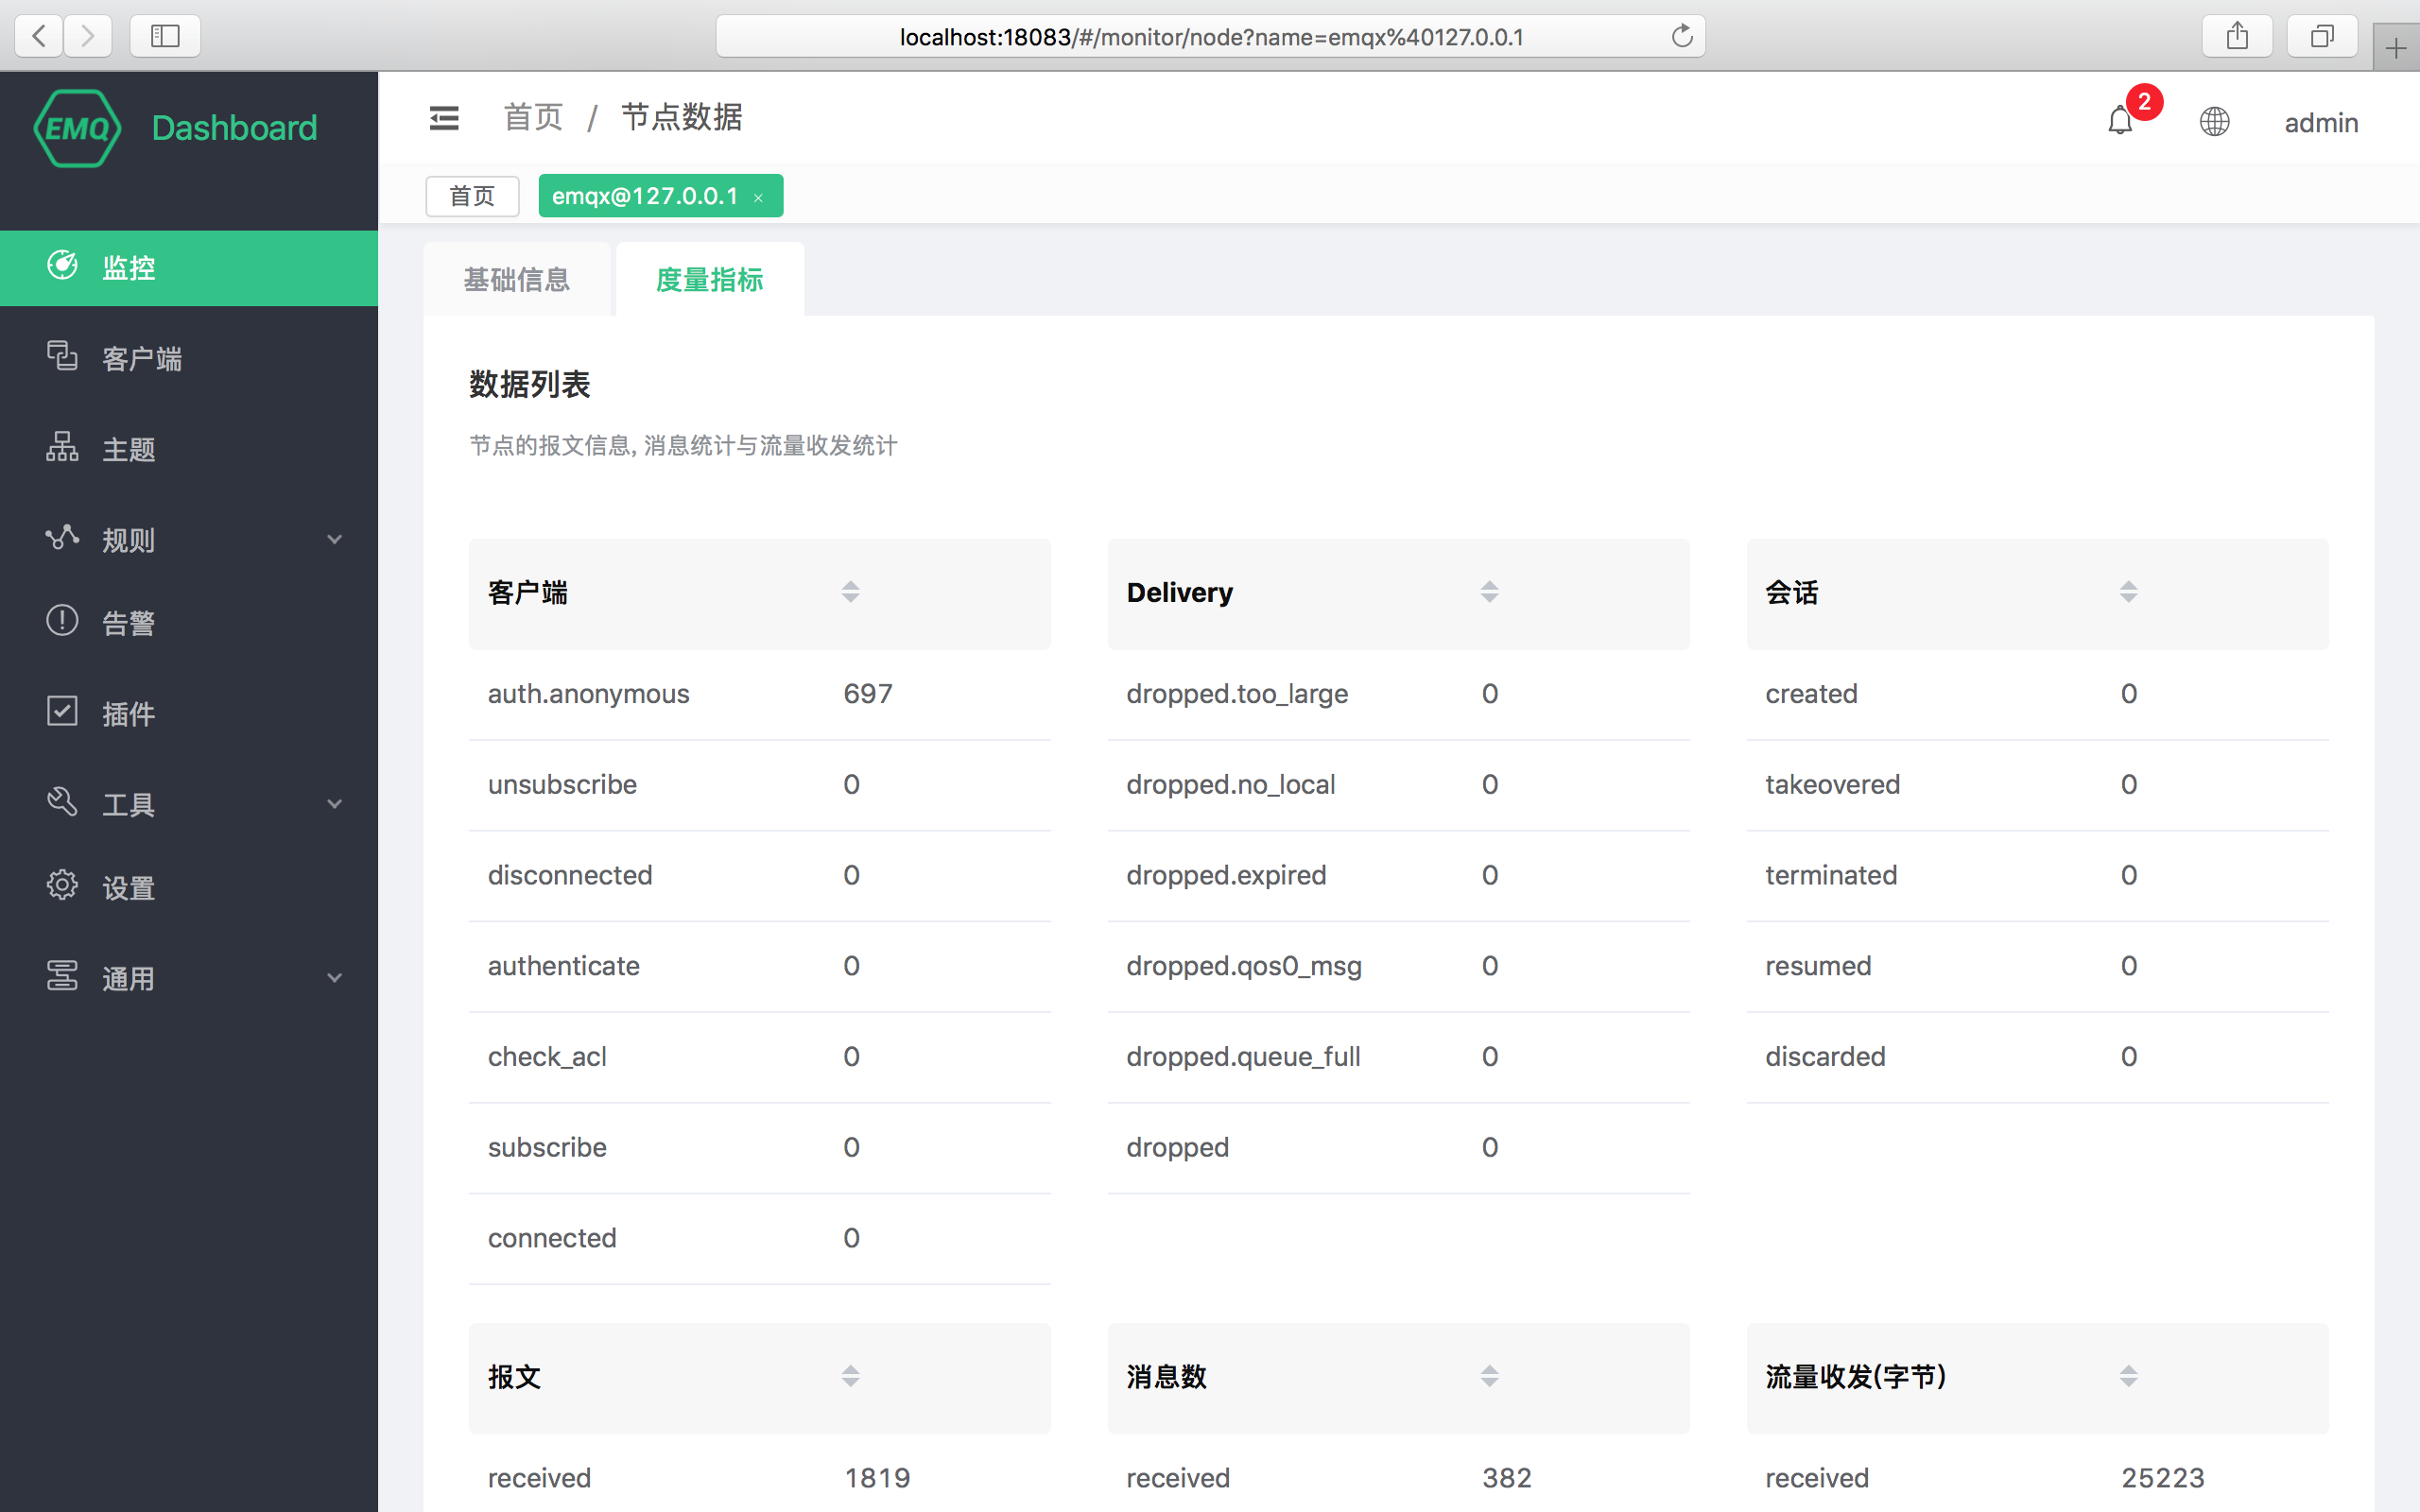 localhost:18083/#/monitor/node?name=emqx%40127.0.0.1
EMQ Dashboard
首页 / 节点数据
2
admin
首页
emqx@127.0.0.1 ×
监控
客户端
主题
规则
告警
插件
工具
设置
通用
基础信息
度量指标
数据列表
节点的报文信息, 消息统计与流量收发统计
客户端
auth.anonymous 697
unsubscribe 0
disconnected 0
authenticate 0
check_acl 0
subscribe 0
connected 0
Delivery
dropped.too_large 0
dropped.no_local 0
dropped.expired 0
dropped.qos0_msg 0
dropped.queue_full 0
dropped 0
会话
created 0
takeovered 0
terminated 0
resumed 0
discarded 0
报文
received 1819
消息数
received 382
流量收发(字节)
received 25223